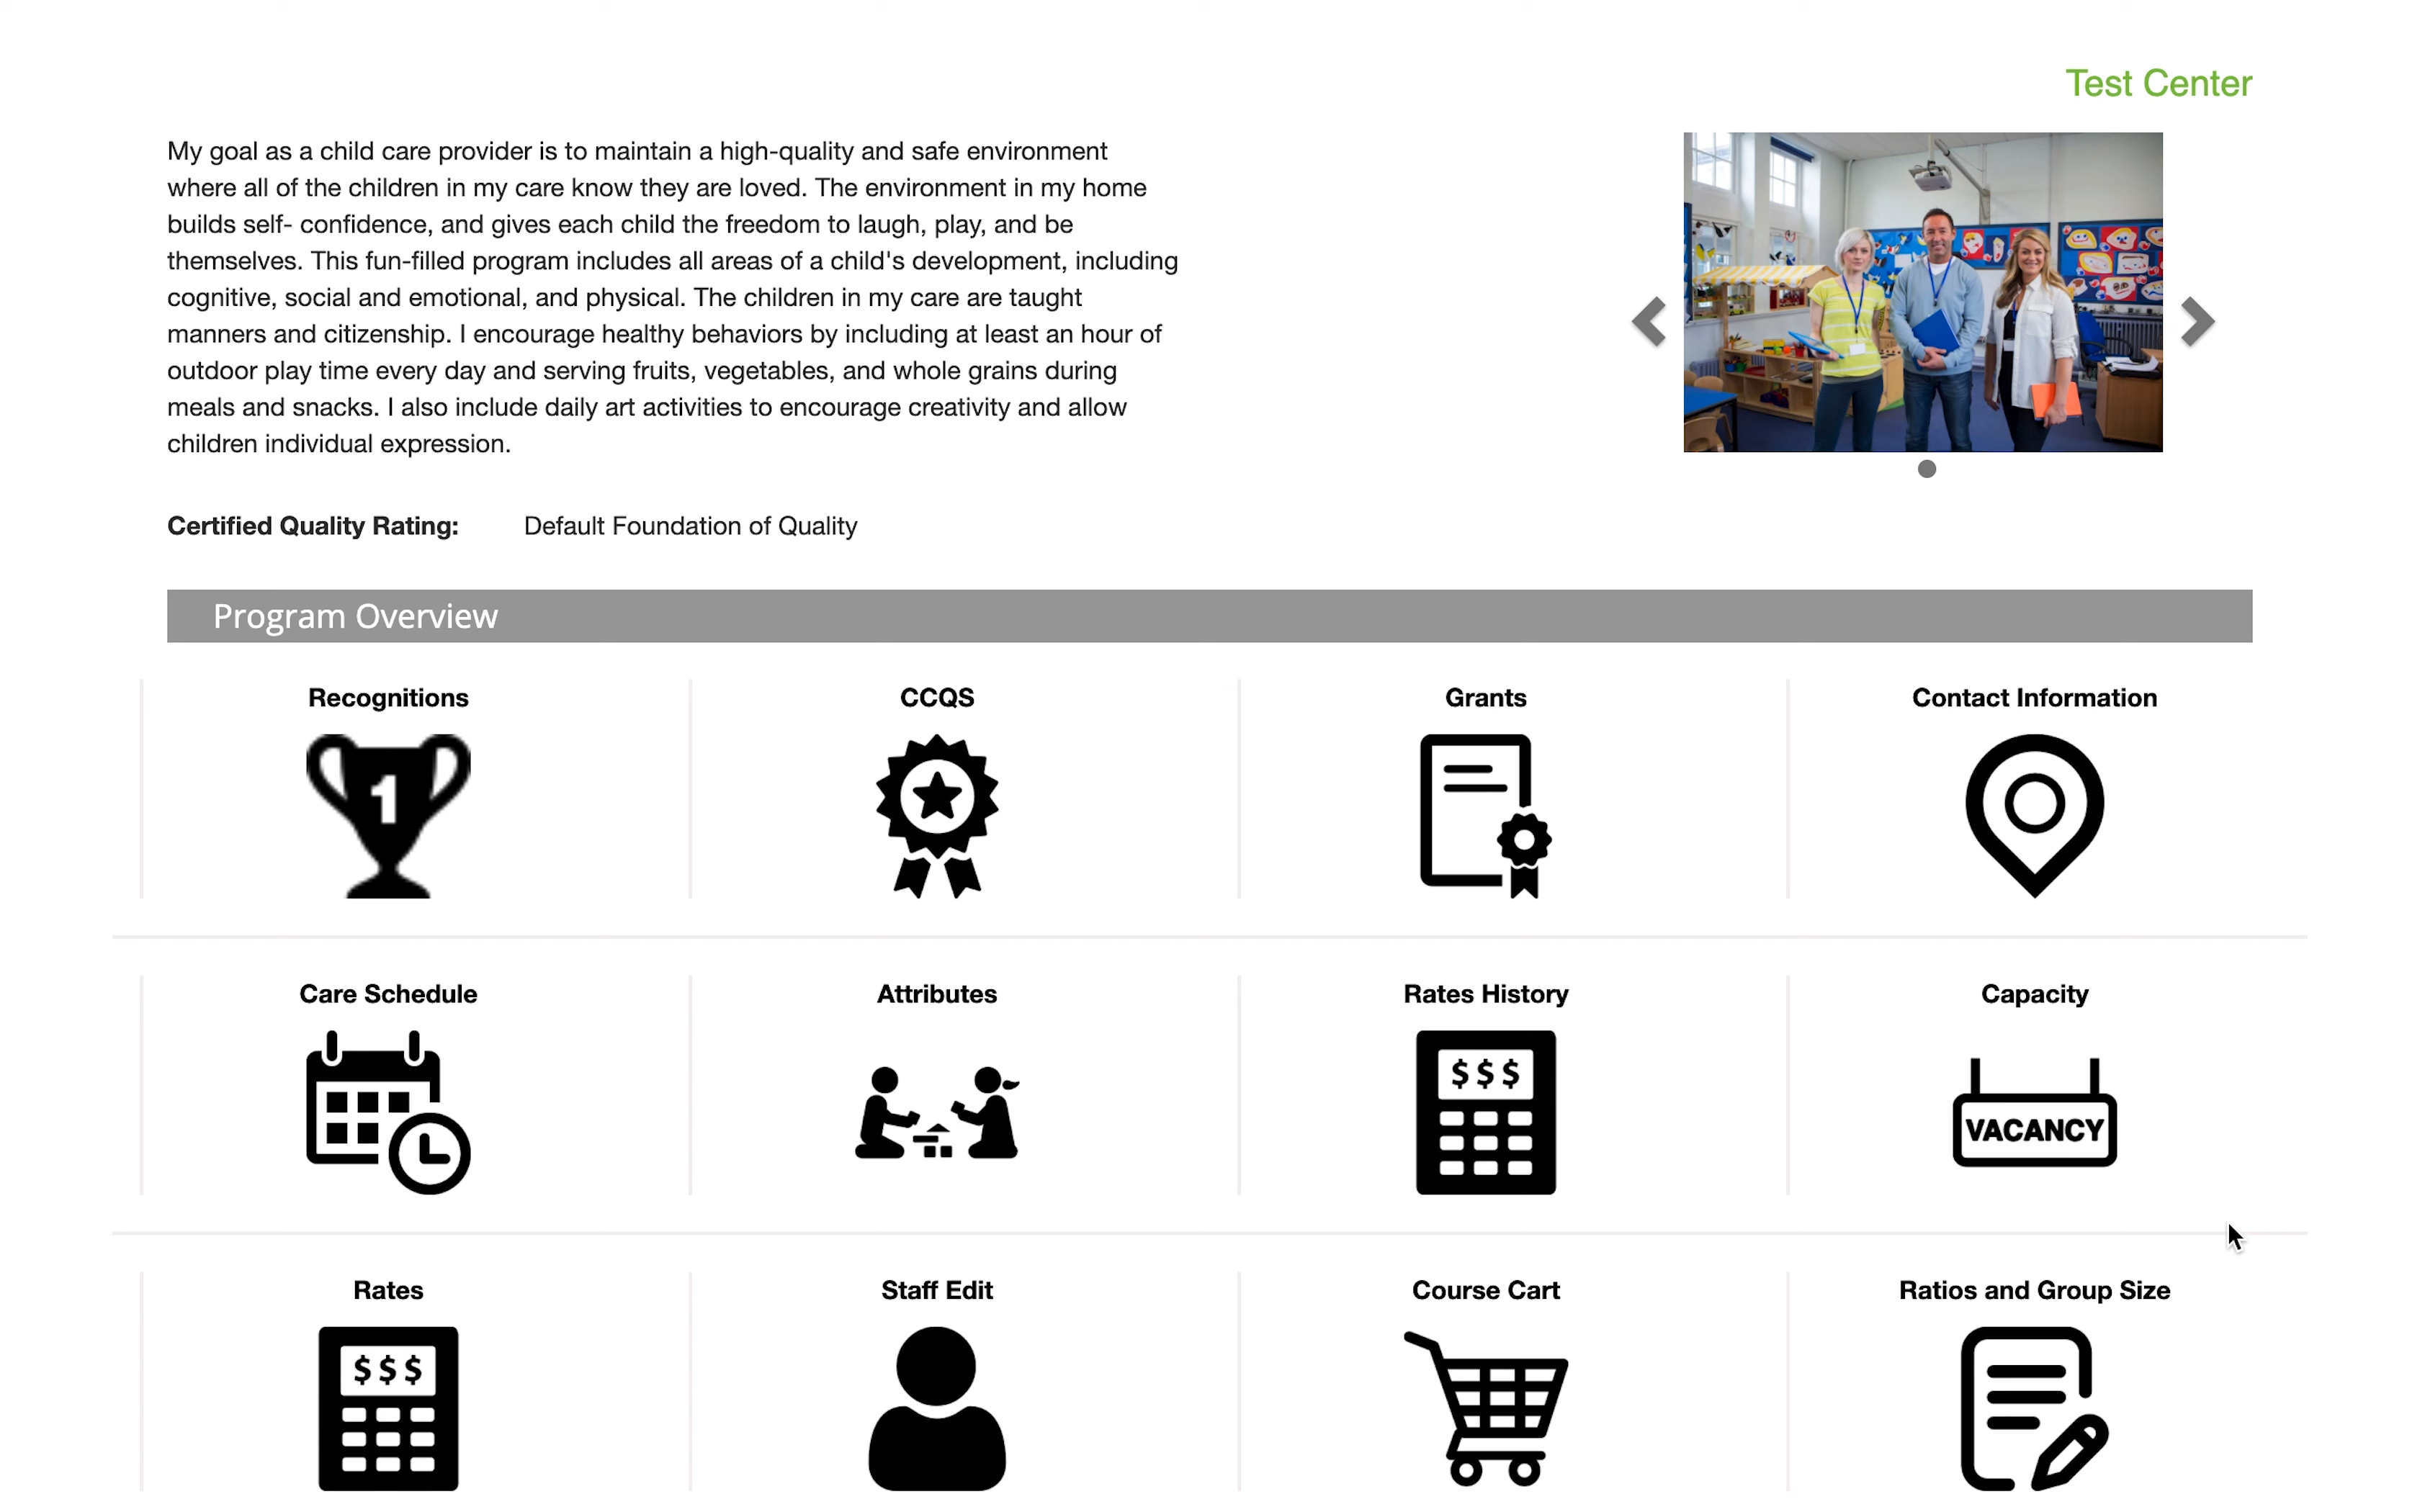 Test Center
My goal as a child care provider is to maintain a high-quality and safe environment
where all of the children in my care know they are loved. The environment in my home
builds self- confidence, and gives each child the freedom to laugh, play, and be
themselves. This fun-filled program includes all areas of a child's development, including
cognitive, social and emotional, and physical. The children in my care are taught
manners and citizenship. I encourage healthy behaviors by including at least an hour of
outdoor play time every day and serving fruits, vegetables, and whole grains during
meals and snacks. I also include daily art activities to encourage creativity and allow
children individual expression.
Certified Quality Rating: Default Foundation of Quality
Program Overview
Recognitions
1
CCQS
Grants
Contact Information
Care Schedule
Attributes
Rates History
$$$
Capacity
VACANCY
Rates
$$$
Staff Edit
Course Cart
Ratios and Group Size